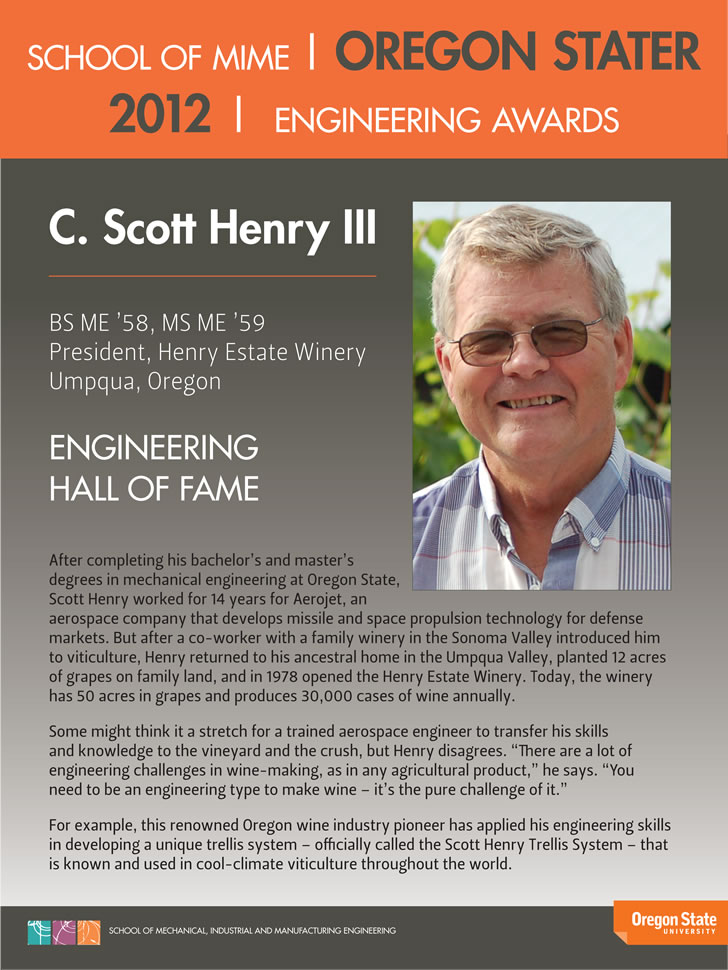 SCHOOL OF MIME | OREGON STATER
2012 | ENGINEERING AWARDS
C. Scott Henry III
BS ME ’58, MS ME ’59
President, Henry Estate Winery
Umpqua, Oregon
ENGINEERING
HALL OF FAME
After completing his bachelor’s and master’s
degrees in mechanical engineering at Oregon State,
Scott Henry worked for 14 years for Aerojet, an
aerospace company that develops missile and space propulsion technology for defense
markets. But after a co-worker with a family winery in the Sonoma Valley introduced him
to viticulture, Henry returned to his ancestral home in the Umpqua Valley, planted 12 acres
of grapes on family land, and in 1978 opened the Henry Estate Winery. Today, the winery
has 50 acres in grapes and produces 30,000 cases of wine annually.
Some might think it a stretch for a trained aerospace engineer to transfer his skills
and knowledge to the vineyard and the crush, but Henry disagrees. “There are a lot of
engineering challenges in wine-making, as in any agricultural product,” he says. “You
need to be an engineering type to make wine – it’s the pure challenge of it.”
For example, this renowned Oregon wine industry pioneer has applied his engineering skills
in developing a unique trellis system – officially called the Scott Henry Trellis System – that
is known and used in cool-climate viticulture throughout the world.
SCHOOL OF MECHANICAL, INDUSTRIAL AND MANUFACTURING ENGINEERING
Oregon State
UNIVERSITY